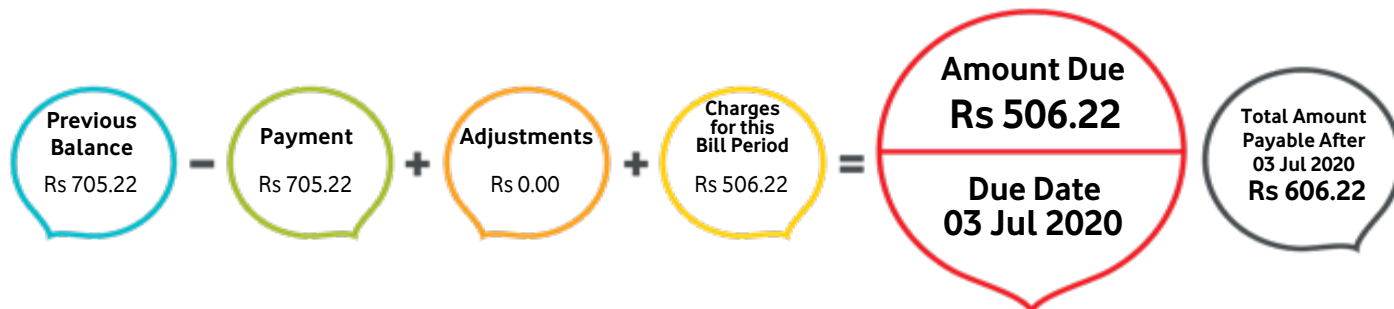 Previous
Balance
Rs 705.22
-
Payment
Rs 705.22
+
Adjustments
Rs 0.00
+
Charges
for this
Bill Period
Rs 506.22
=
Amount Due
Rs 506.22
Due Date
03 Jul 2020
Total Amount
Payable After
03 Jul 2020
Rs 606.22